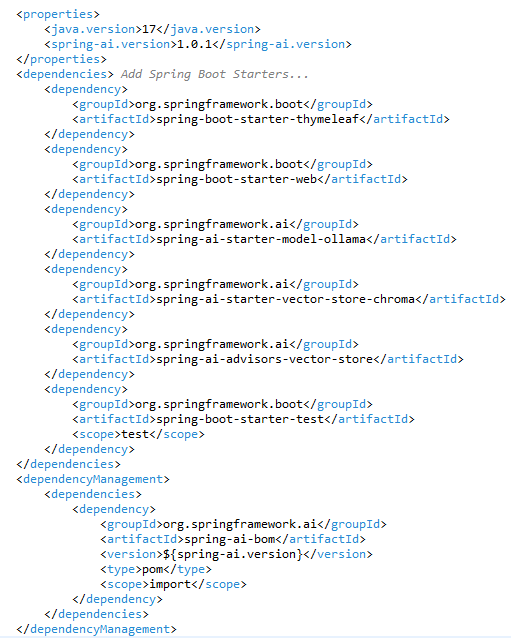 <properties>
    <java.version>17</java.version>
    <spring-ai.version>1.0.1</spring-ai.version>
</properties>
<dependencies> Add Spring Boot Starters...
    <dependency>
        <groupId>org.springframework.boot</groupId>
        <artifactId>spring-boot-starter-thymeleaf</artifactId>
    </dependency>
    <dependency>
        <groupId>org.springframework.boot</groupId>
        <artifactId>spring-boot-starter-web</artifactId>
    </dependency>
    <dependency>
        <groupId>org.springframework.ai</groupId>
        <artifactId>spring-ai-starter-model-ollama</artifactId>
    </dependency>
    <dependency>
        <groupId>org.springframework.ai</groupId>
        <artifactId>spring-ai-starter-vector-store-chroma</artifactId>
    </dependency>
    <dependency>
        <groupId>org.springframework.ai</groupId>
        <artifactId>spring-ai-advisors-vector-store</artifactId>
    </dependency>
    <dependency>
        <groupId>org.springframework.boot</groupId>
        <artifactId>spring-boot-starter-test</artifactId>
        <scope>test</scope>
    </dependency>
</dependencies>
<dependencyManagement>
    <dependencies>
        <dependency>
            <groupId>org.springframework.ai</groupId>
            <artifactId>spring-ai-bom</artifactId>
            <version>${spring-ai.version}</version>
            <type>pom</type>
            <scope>import</scope>
        </dependency>
    </dependencies>
</dependencyManagement>